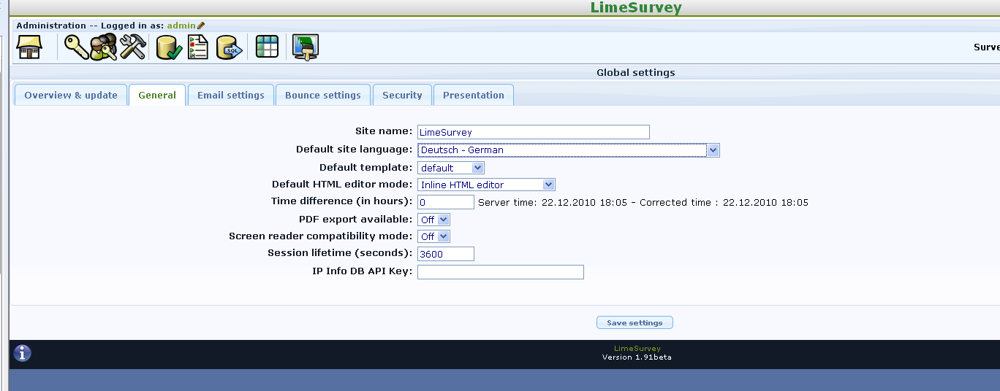 LimeSurvey
Administration -- Logged in as: admin
SQL
Surve
Global settings
Overview & update General Email settings Bounce settings Security Presentation
Site name: LimeSurvey
Default site language: Deutsch - German
Default template: default
Default HTML editor mode: Inline HTML editor
Time difference (in hours): 0 Server time: 22.12.2010 18:05 - Corrected time : 22.12.2010 18:05
PDF export available: Off
Screen reader compatibility mode: Off
Session lifetime (seconds): 3600
IP Info DB API Key:
Save settings
LimeSurvey
Version 1.91beta